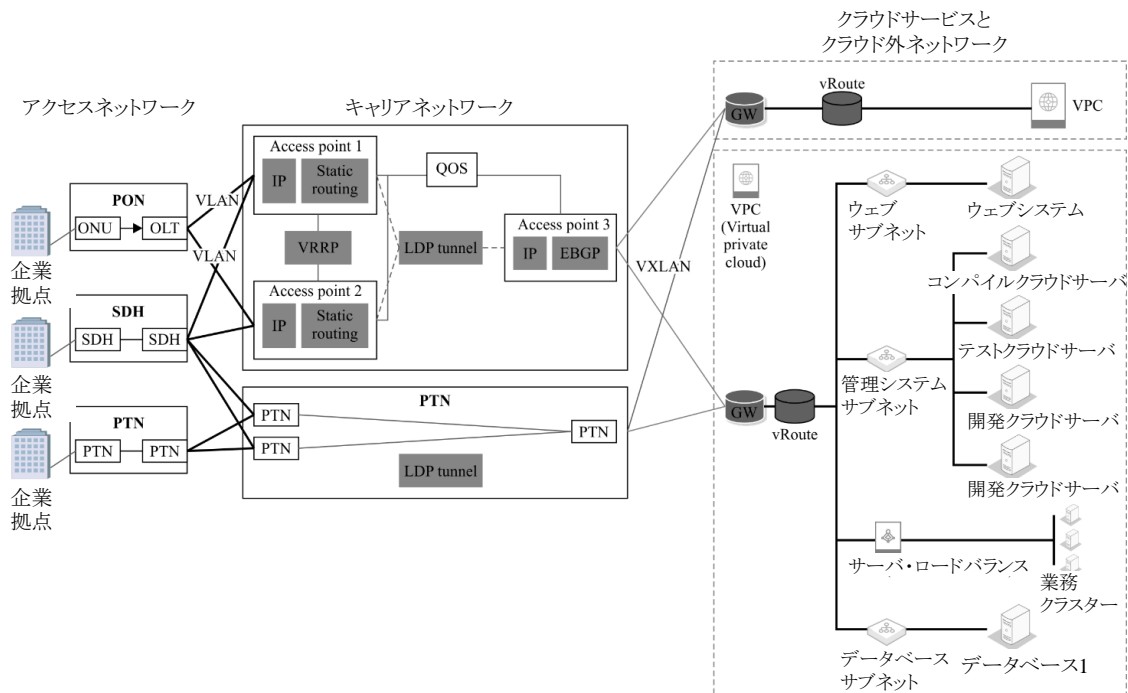 クラウドサービスと
クラウド外ネットワーク
アクセスネットワーク
キャリアネットワーク
vRoute
GW
VPC
Access point 1
IP
Static
routing
QOS
PON
ONU
OLT
VLAN
VLAN
企業
拠点
VRRP
LDP tunnel
Access point 3
IP
EBGP
VXLAN
Access point 2
IP
Static
routing
SDH
SDH
SDH
企業
拠点
PTN
PTN
PTN
企業
拠点
PTN
PTN
PTN
PTN
LDP tunnel
VPC
(Virtual
private
cloud)
GW
vRoute
ウェブ
サブネット
ウェブシステム
コンパイルクラウドサーバ
テストクラウドサーバ
管理システム
サブネット
開発クラウドサーバ
開発クラウドサーバ
サーバ・ロードバランス
業務
クラスター
データベース
サブネット
データベース1